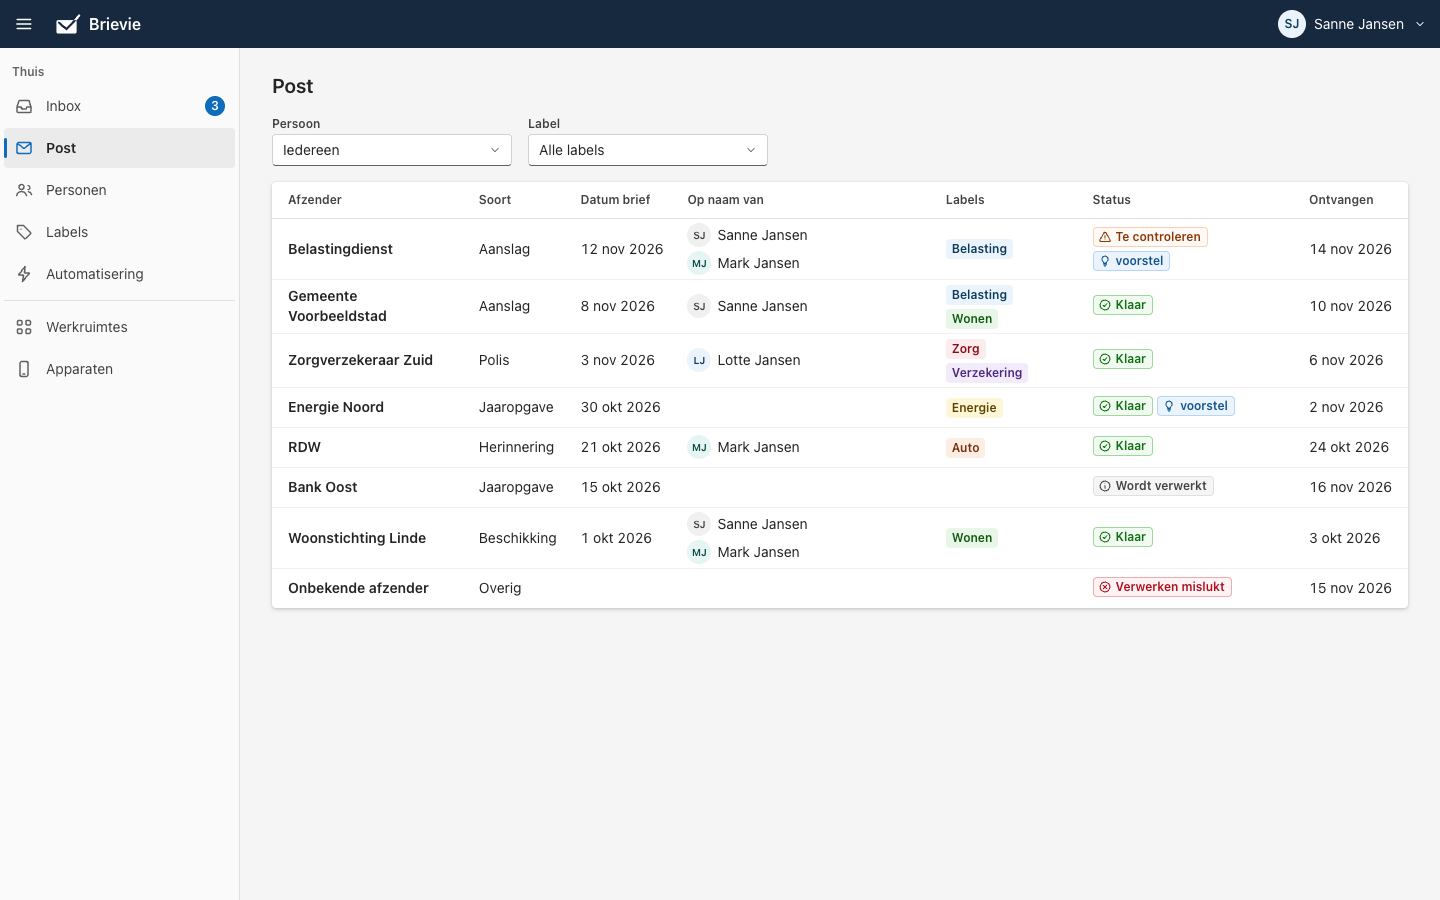 Brievie
SJ Sanne Jansen
Thuis
Inbox 3
Post
Personen
Labels
Automatisering
Werkruimtes
Apparaten
Post
Persoon Label
Iedereen Alle labels
Afzender Soort Datum brief Op naam van Labels Status Ontvangen
Belastingdienst Aanslag 12 nov 2026 SJ Sanne Jansen MJ Mark Jansen Belasting Te controleren voorstel 14 nov 2026
Gemeente Voorbeeldstad Aanslag 8 nov 2026 SJ Sanne Jansen Belasting Wonen Klaar 10 nov 2026
Zorgverzekeraar Zuid Polis 3 nov 2026 LJ Lotte Jansen Zorg Verzekering Klaar 6 nov 2026
Energie Noord Jaaropgave 30 okt 2026 Energie Klaar voorstel 2 nov 2026
RDW Herinnering 21 okt 2026 MJ Mark Jansen Auto Klaar 24 okt 2026
Bank Oost Jaaropgave 15 okt 2026 Wordt verwerkt 16 nov 2026
Woonstichting Linde Beschikking 1 okt 2026 SJ Sanne Jansen MJ Mark Jansen Wonen Klaar 3 okt 2026
Onbekende afzender Overig Verwerken mislukt 15 nov 2026